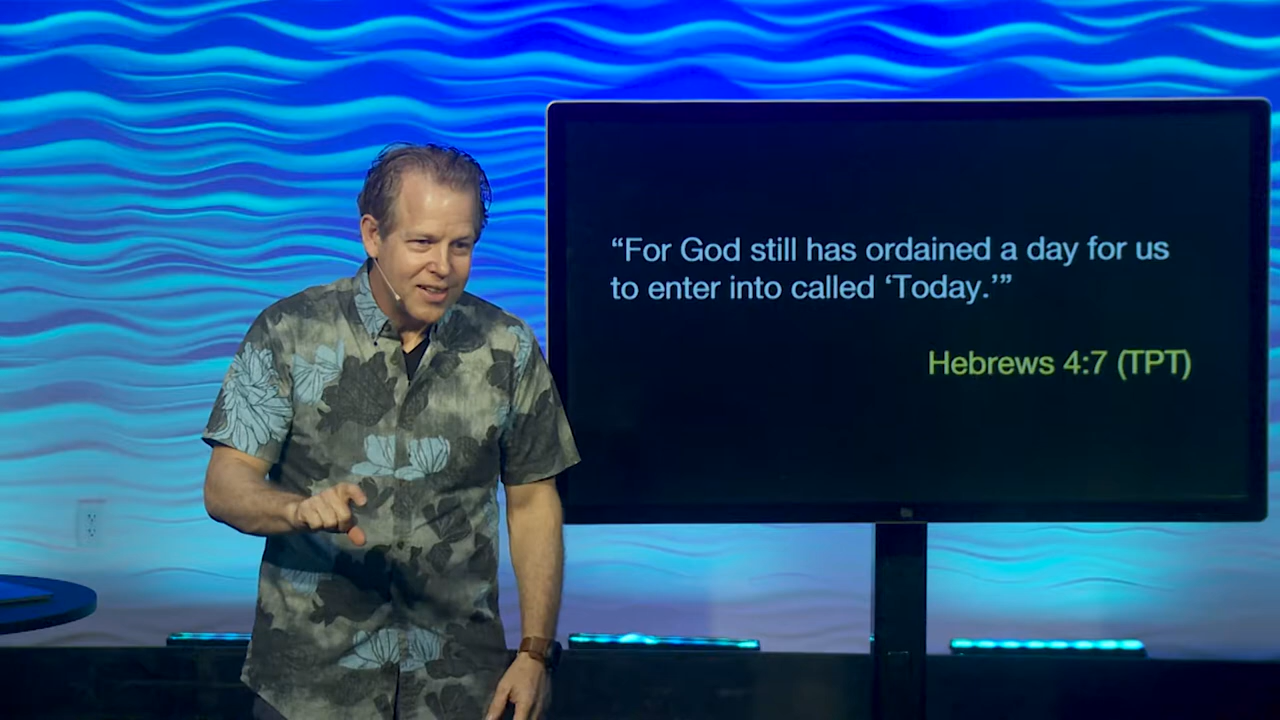 “For God still has ordained a day for us
to enter into called ‘Today.’”
Hebrews 4:7 (TPT)